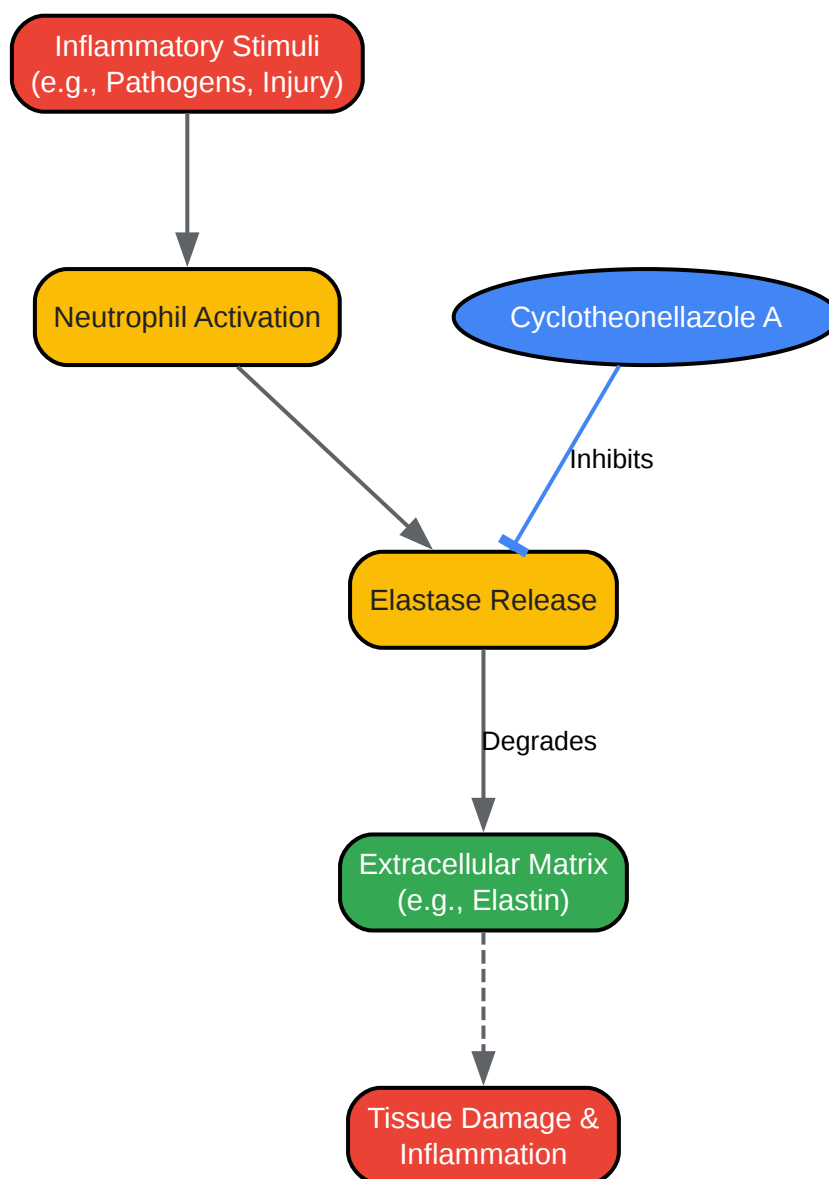 Inflammatory Stimuli
(e.g., Pathogens, Injury)
Neutrophil Activation
Cyclotheonellazole A
Inhibits
Elastase Release
Degrades
Extracellular Matrix
(e.g., Elastin)
Tissue Damage &
Inflammation